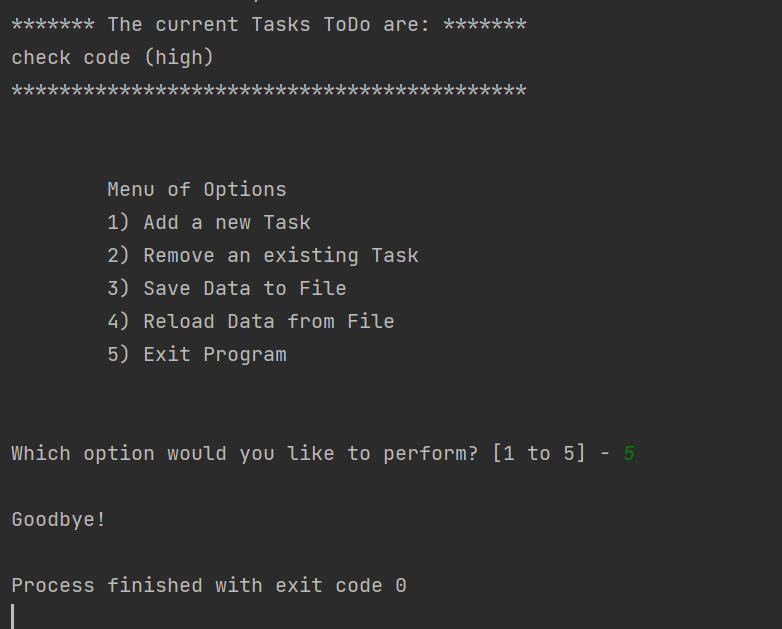 ******* The current Tasks ToDo are: *******
check code (high)
*******************************************
Menu of Options
1) Add a new Task
2) Remove an existing Task
3) Save Data to File
4) Reload Data from File
5) Exit Program
Which option would you like to perform? [1 to 5] - 5
Goodbye!
Process finished with exit code 0